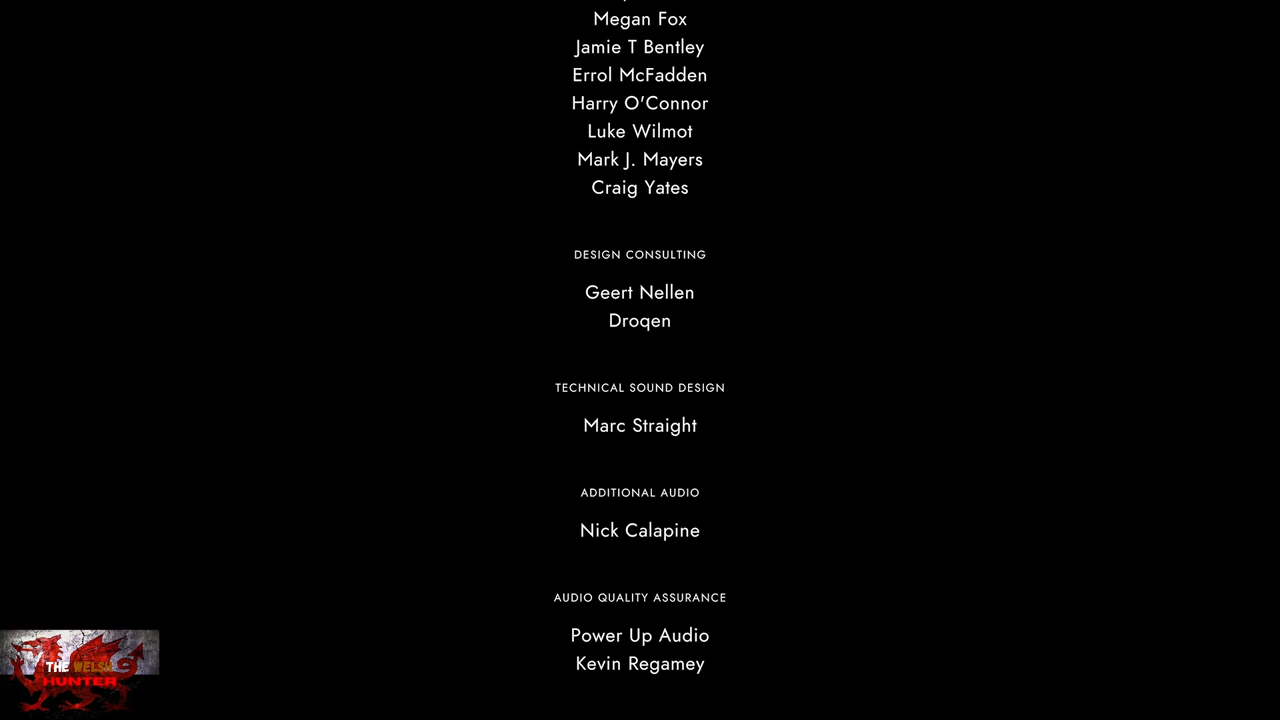 Megan Fox
Jamie T Bentley
Errol McFadden
Harry O'Connor
Luke Wilmot
Mark J. Mayers
Craig Yates
DESIGN CONSULTING
Geert Nellen
Droqen
TECHNICAL SOUND DESIGN
Marc Straight
ADDITIONAL AUDIO
Nick Calapine
AUDIO QUALITY ASSURANCE
Power Up Audio
Kevin Regamey
THE WELSH
HUNTER